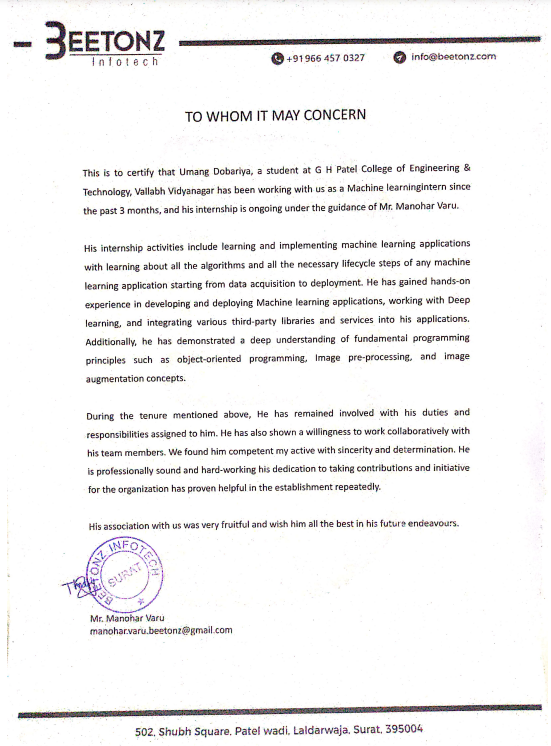 BEETONZ
Infotech
+91 966 457 0327
info@beetonz.com
TO WHOM IT MAY CONCERN
This is to certify that Umang Dobariya, a student at G H Patel College of Engineering &
Technology, Vallabh Vidyanagar has been working with us as a Machine learningintern since
the past 3 months, and his internship is ongoing under the guidance of Mr. Manohar Varu.
His internship activities include learning and implementing machine learning applications
with learning about all the algorithms and all the necessary lifecycle steps of any machine
learning application starting from data acquisition to deployment. He has gained hands-on
experience in developing and deploying Machine learning applications, working with Deep
learning, and integrating various third-party libraries and services into his applications.
Additionally, he has demonstrated a deep understanding of fundamental programming
principles such as object-oriented programming, Image pre-processing, and image
augmentation concepts.
During the tenure mentioned above, He has remained involved with his duties and
responsibilities assigned to him. He has also shown a willingness to work collaboratively with
his team members. We found him competent my active with sincerity and determination. He
is professionally sound and hard-working his dedication to taking contributions and initiative
for the organization has proven helpful in the establishment repeatedly.
His association with us was very fruitful and wish him all the best in his future endeavours.
BEETONZ INFOTECH
SURAT
Mr. Manohar Varu
manohar.varu.beetonz@gmail.com
502, Shubh Square, Patel wadi, Laldarwaja, Surat, 395004